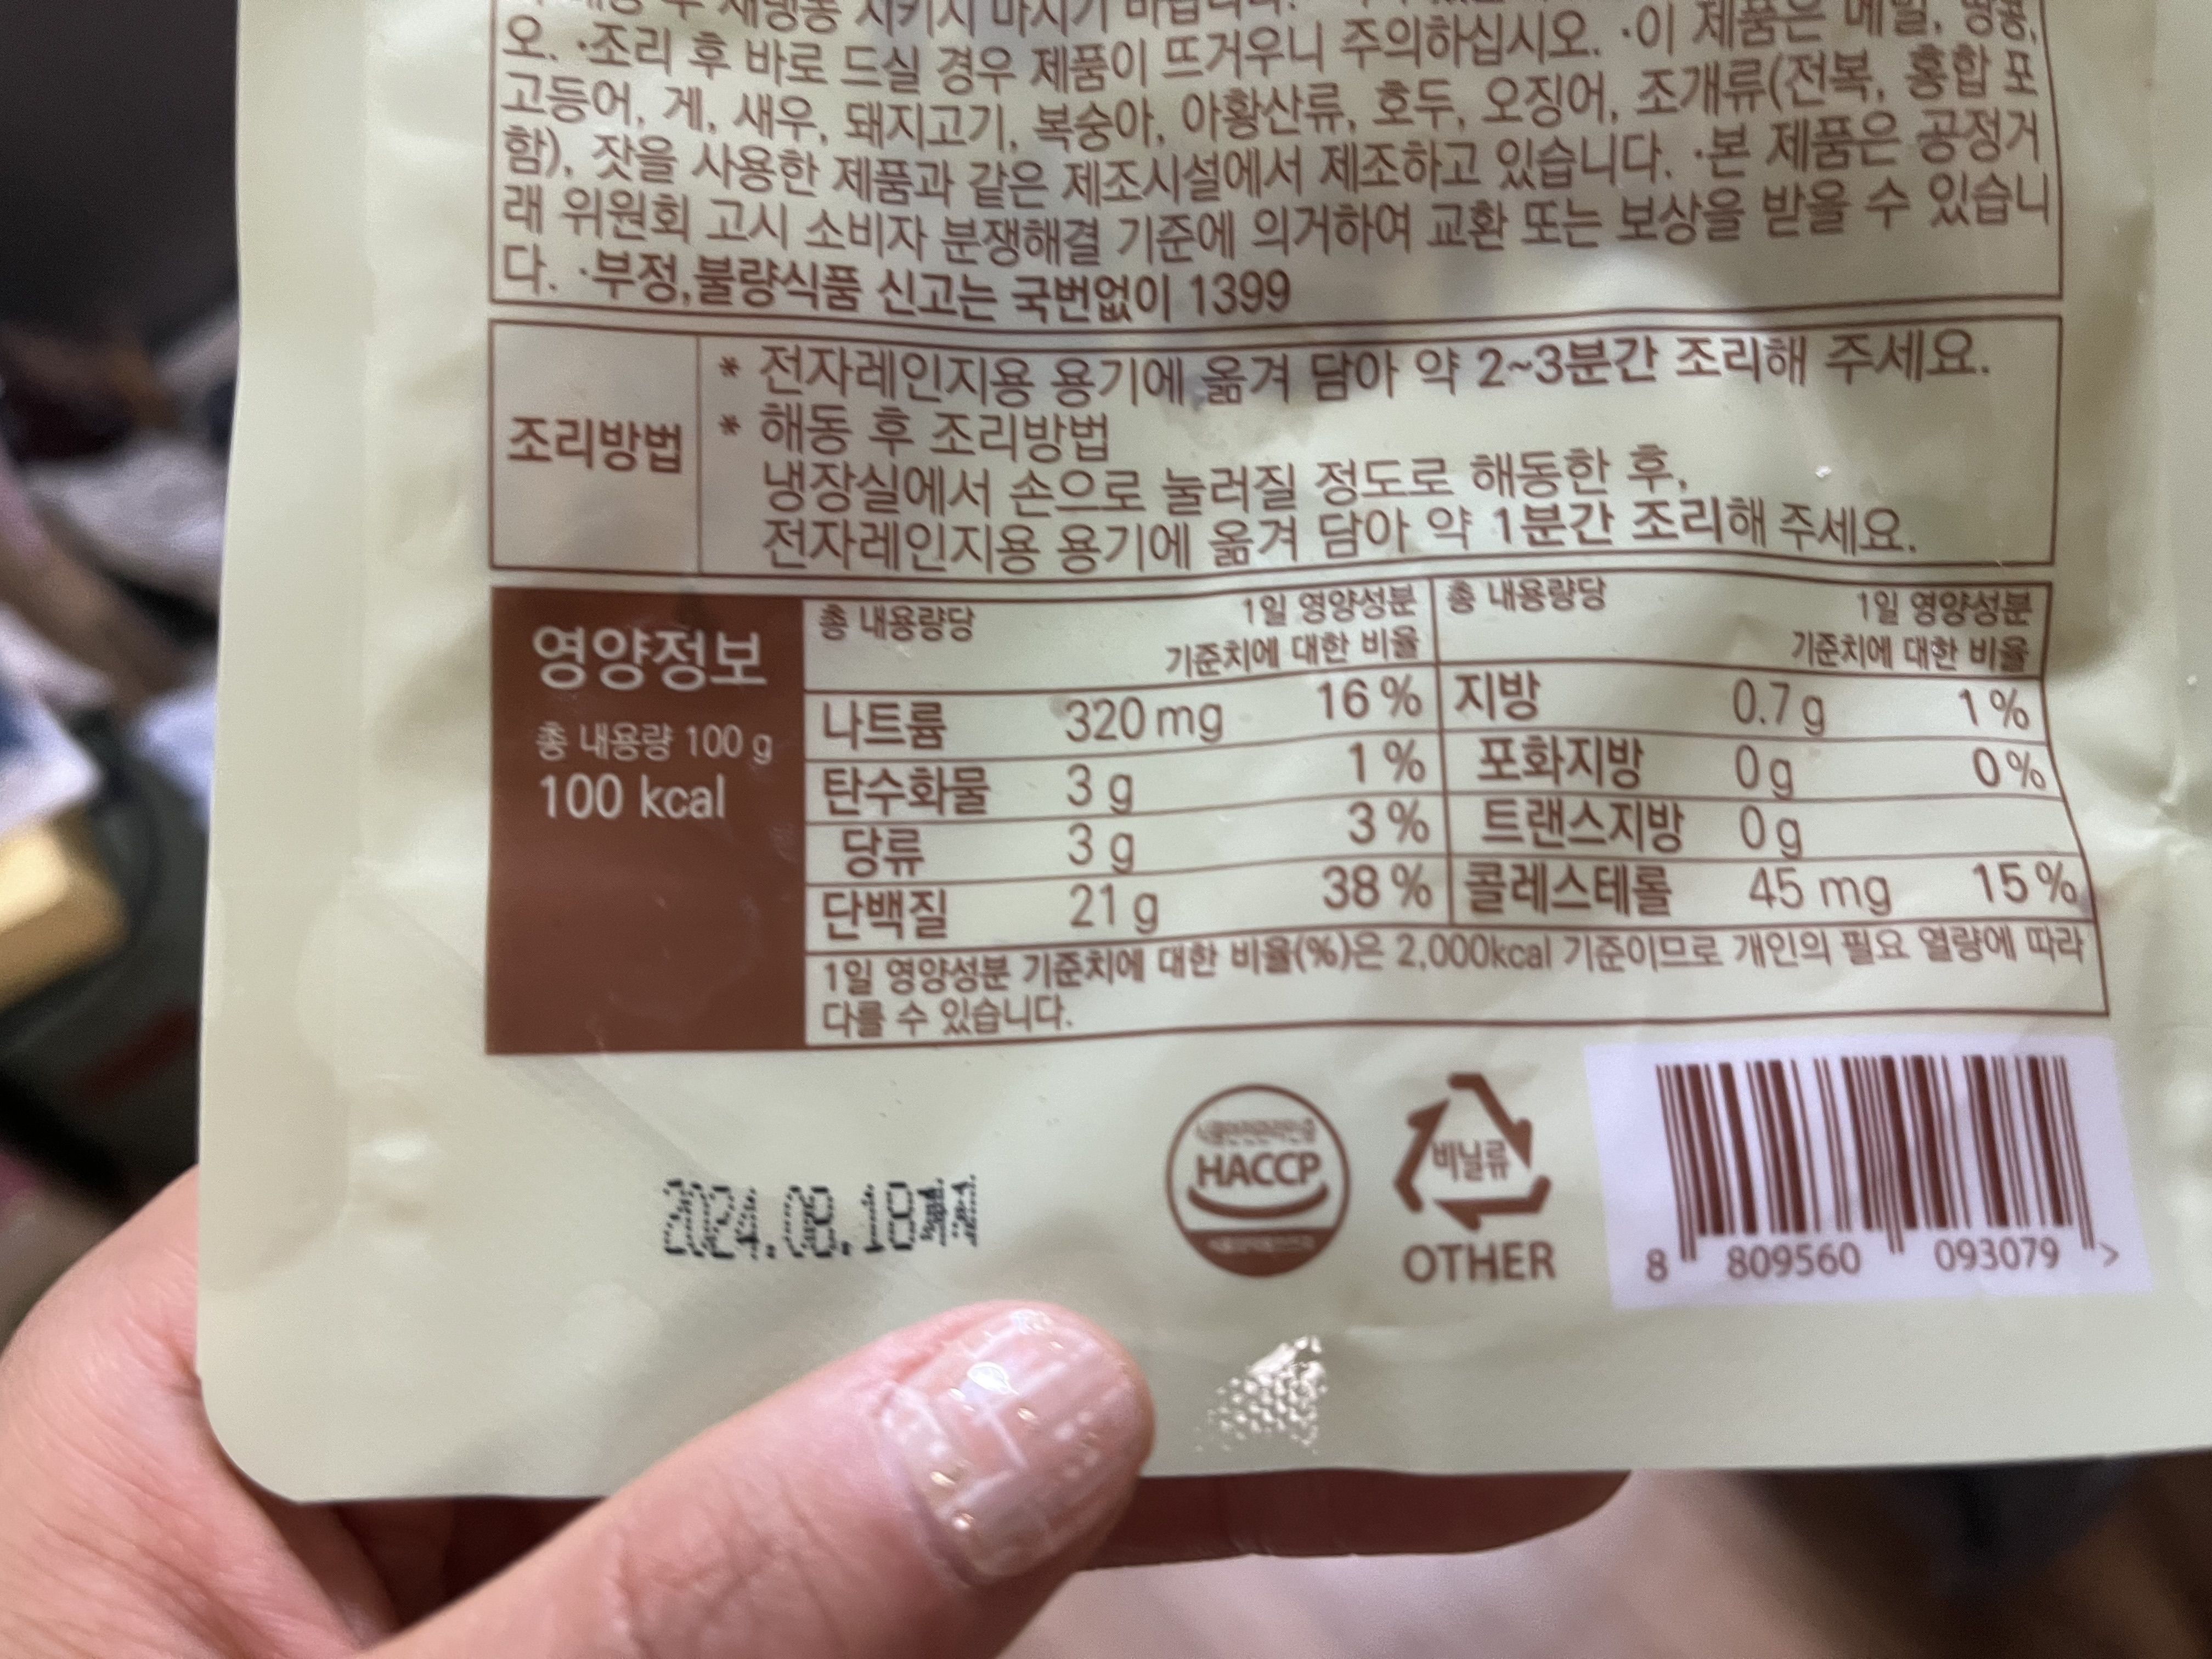 재냉동 시키지 마시기 바랍니다.
오. ·조리 후 바로 드실 경우 제품이 뜨거우니 주의하십시오. ·이 제품은 메밀, 땅콩,
고등어, 게, 새우, 돼지고기, 복숭아, 아황산류, 호두, 오징어, 조개류(전복, 홍합 포
함), 잣을 사용한 제품과 같은 제조시설에서 제조하고 있습니다. ·본 제품은 공정거
래 위원회 고시 소비자 분쟁해결 기준에 의거하여 교환 또는 보상을 받을 수 있습니
다. ·부정,불량식품 신고는 국번없이 1399
조리방법
* 전자레인지용 용기에 옮겨 담아 약 2~3분간 조리해 주세요.
* 해동 후 조리방법
냉장실에서 손으로 눌러질 정도로 해동한 후,
전자레인지용 용기에 옮겨 담아 약 1분간 조리해 주세요.
영양정보
총 내용량 100 g
100 kcal
총 내용량당 1일 영양성분 총 내용량당 1일 영양성분
기준치에 대한 비율 기준치에 대한 비율
나트륨 320 mg 16 % 지방 0.7 g 1 %
탄수화물 3 g 1 % 포화지방 0 g 0 %
당류 3 g 3 % 트랜스지방 0 g
단백질 21 g 38 % 콜레스테롤 45 mg 15 %
1일 영양성분 기준치에 대한 비율(%)은 2,000kcal 기준이므로 개인의 필요 열량에 따라
다를 수 있습니다.
2024.08.18
HACCP
비닐류
OTHER
8 809560 093079 >